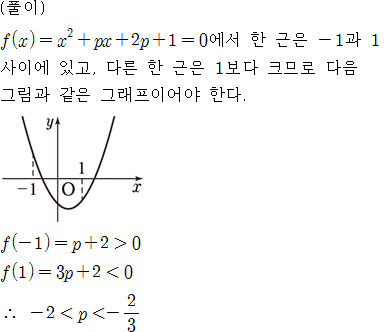 (풀이)
f(x)=x²+px+2p+1=0에서 한 근은 -1과 1
사이에 있고, 다른 한 근은 1보다 크므로 다음
그림과 같은 그래프이어야 한다.
y
1
-1 O x
f(-1)=p+2>0
f(1)=3p+2<0
∴ -2<p<-2/3